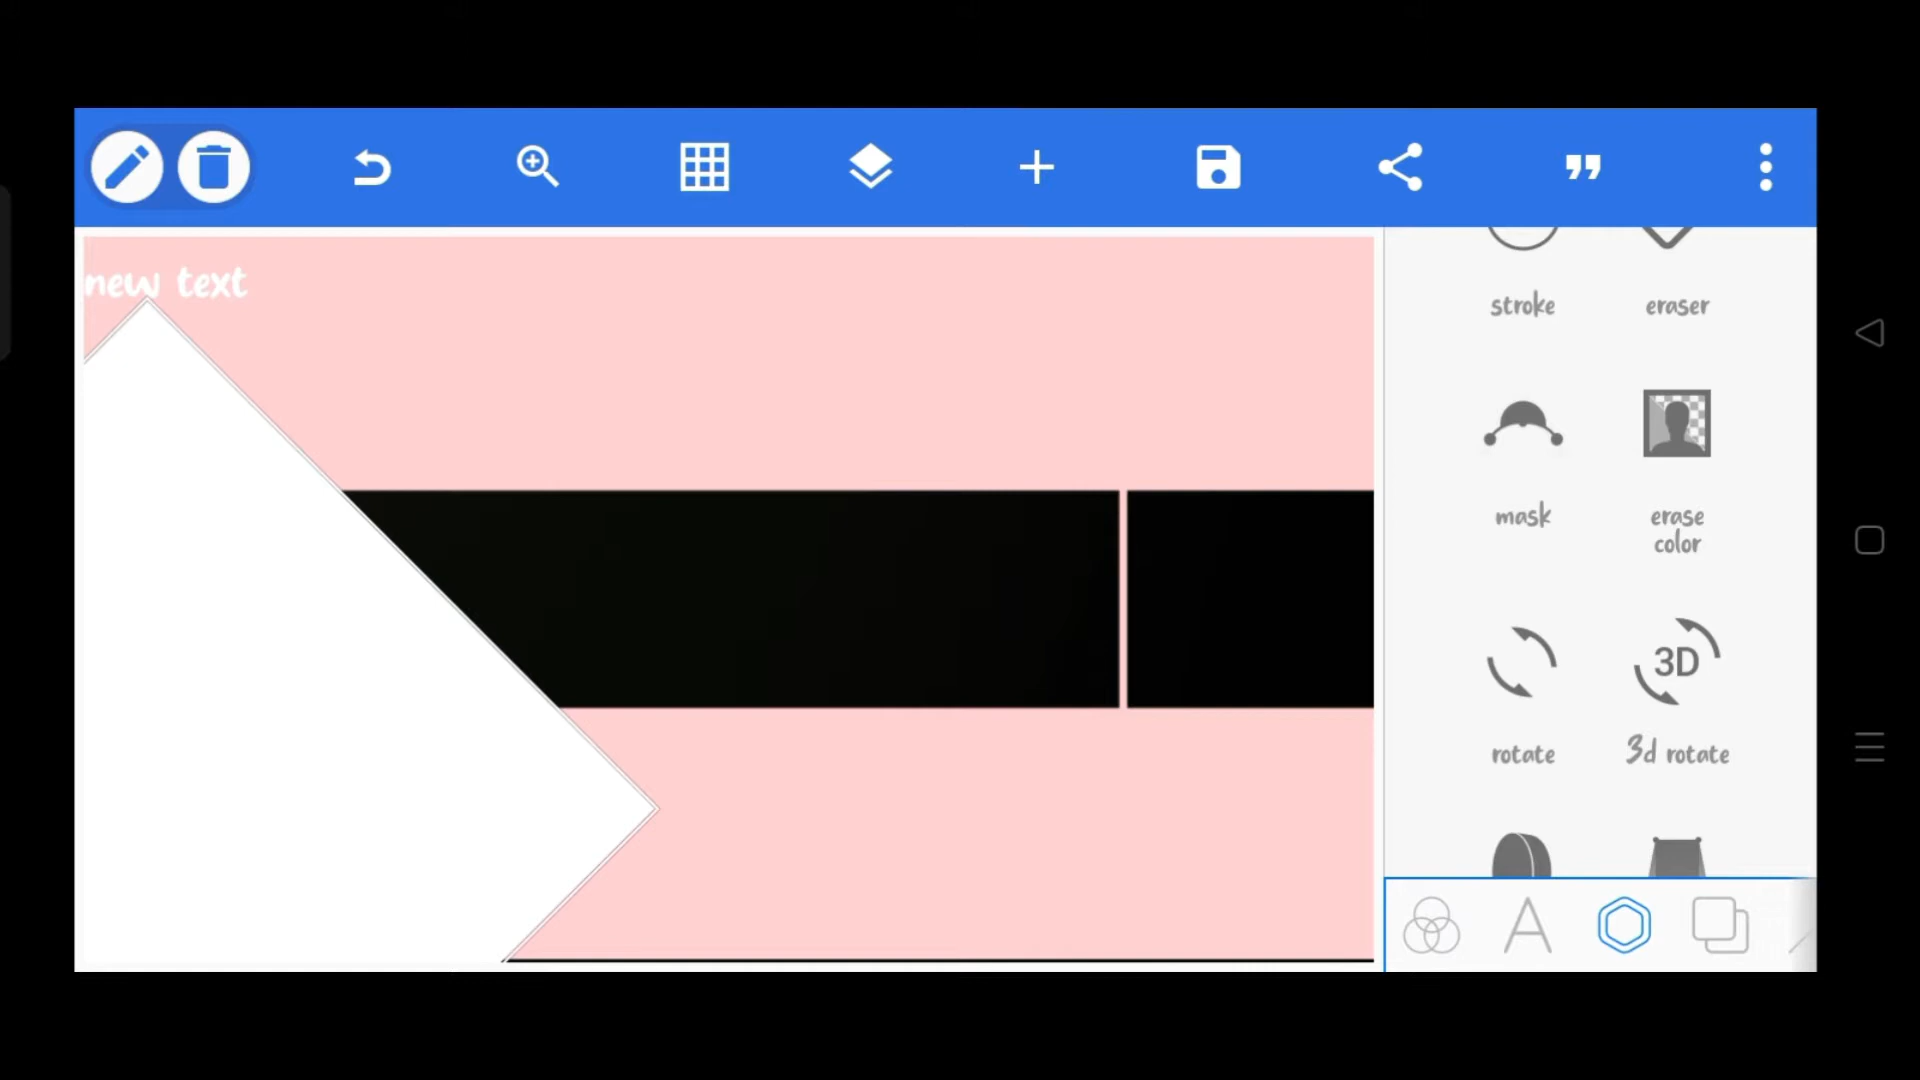 new text
stroke
eraser
mask
erase
color
3D
rotate
3d rotate